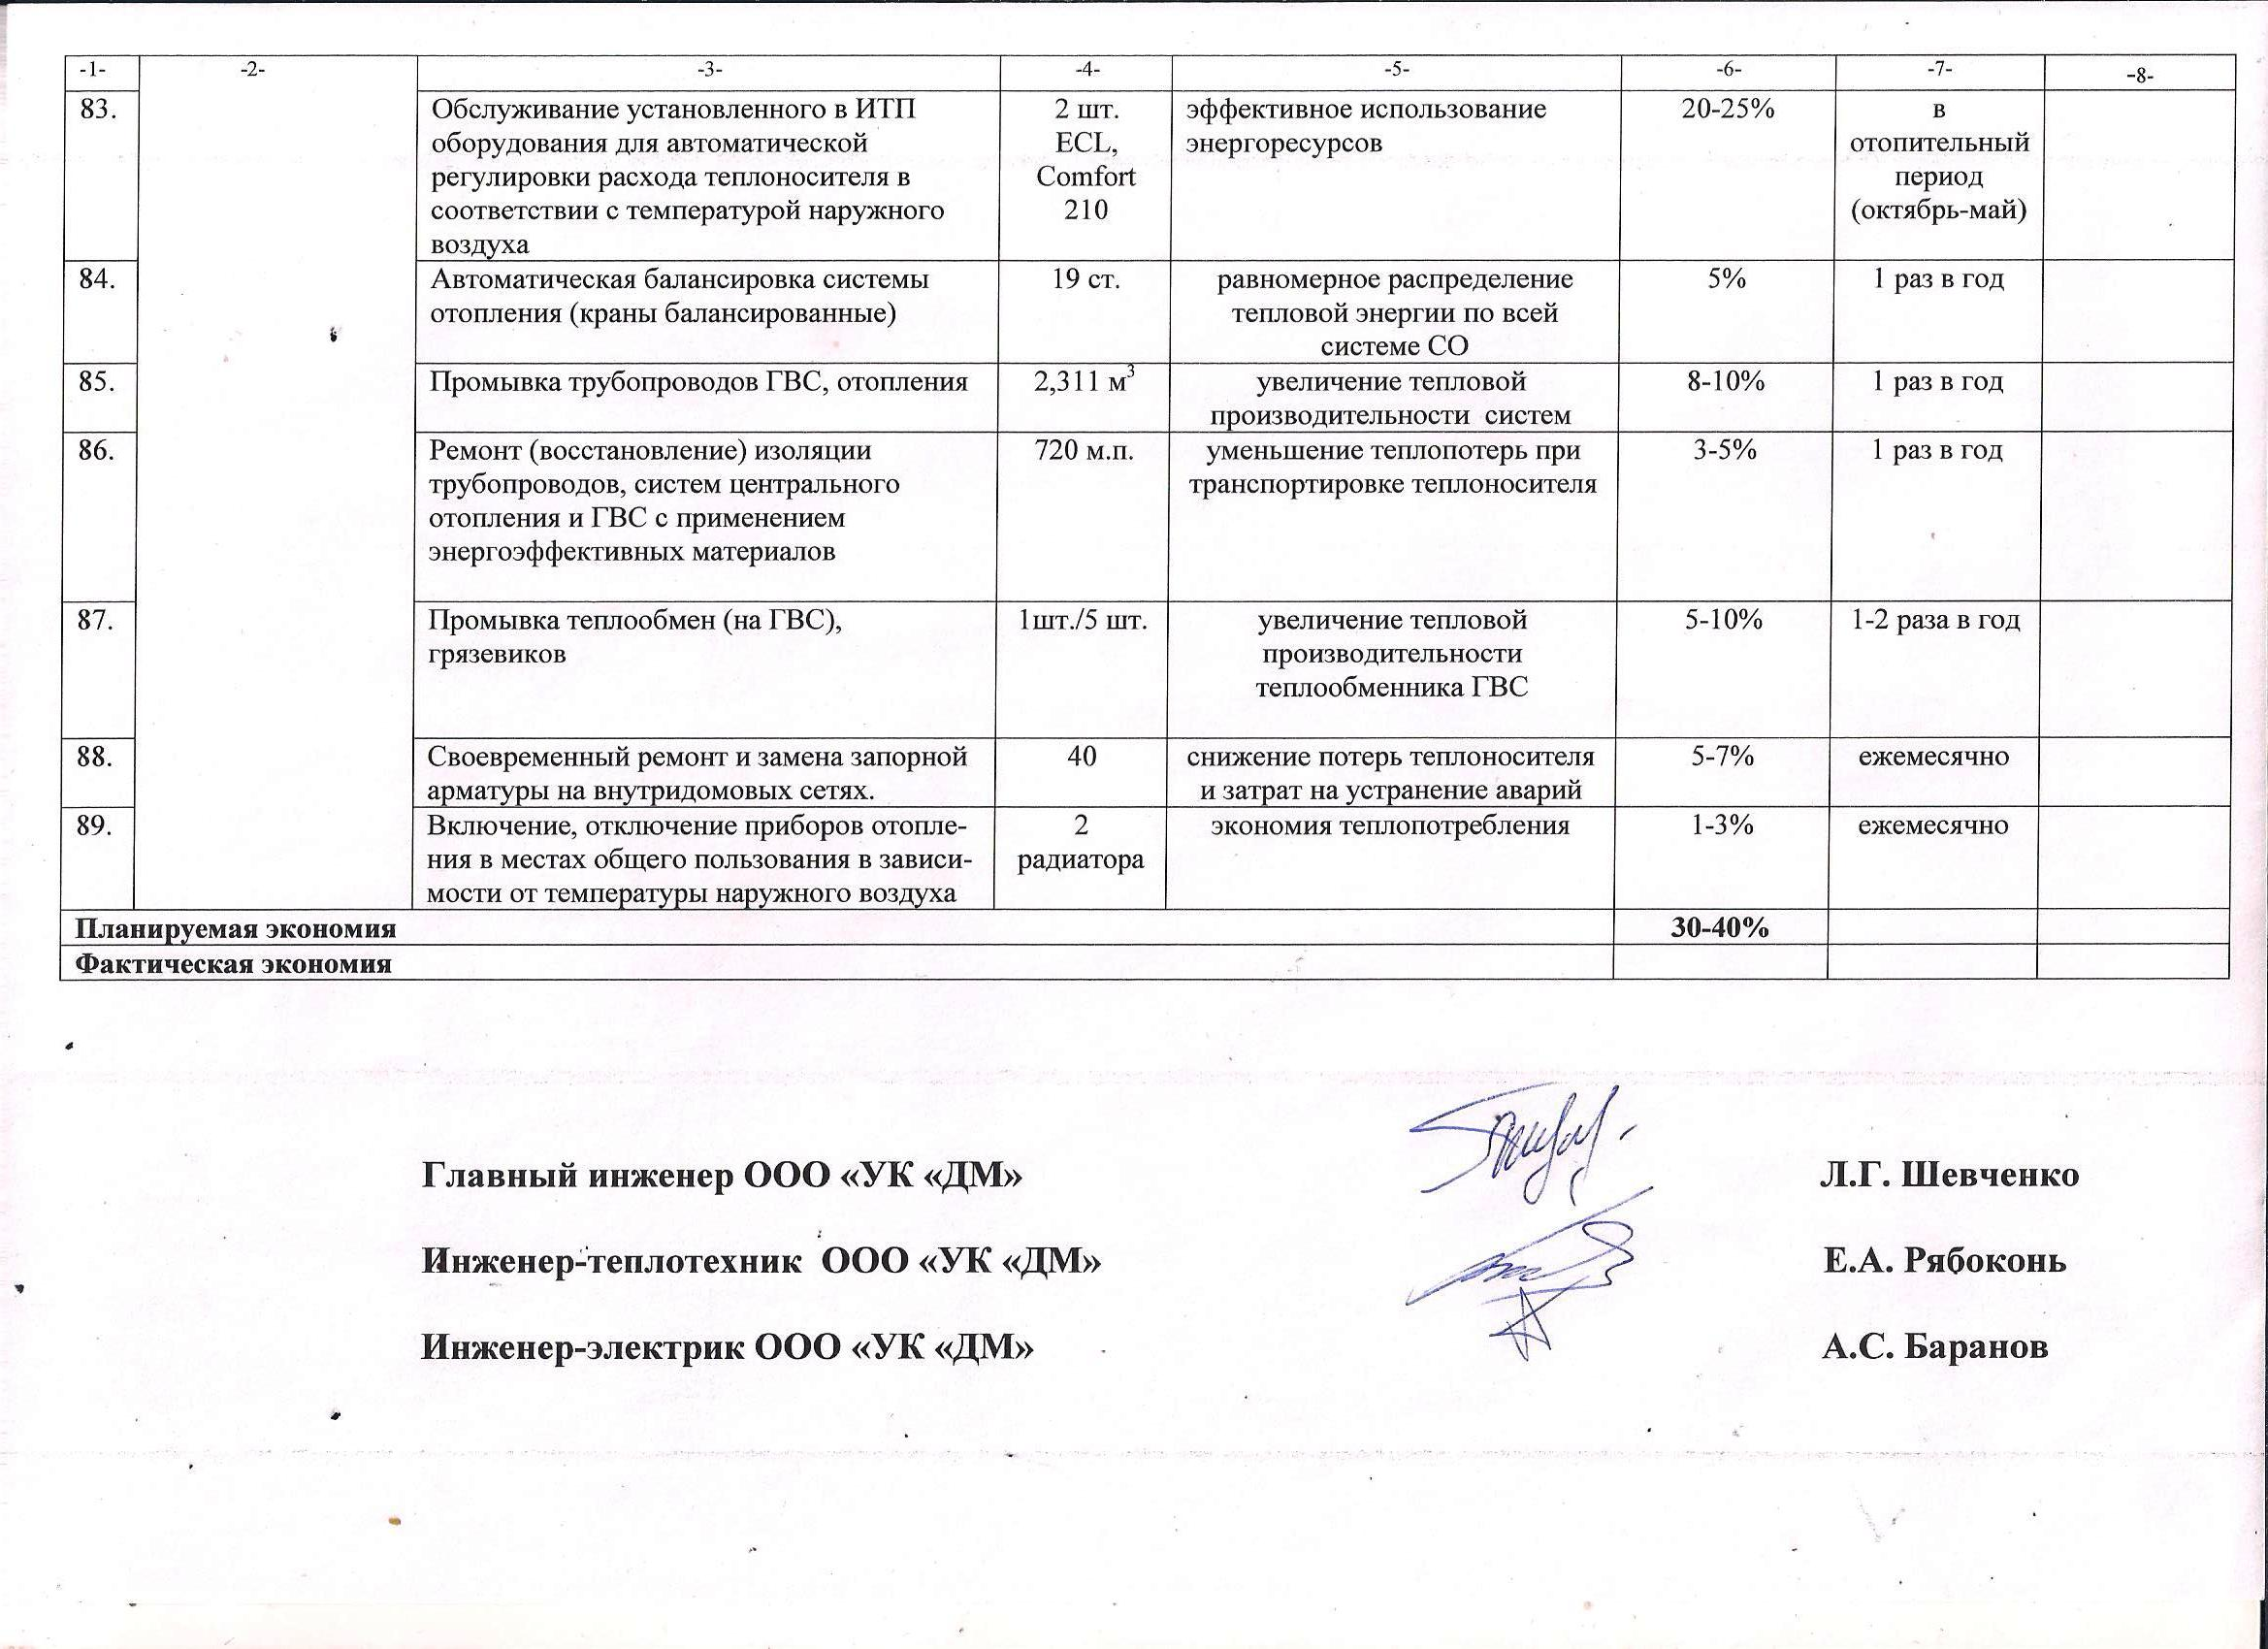 -1- -2- -3- -4- -5- -6- -7- -8-
83. Обслуживание установленного в ИТП 2 шт. эффективное использование 20-25% в
оборудования для автоматической ECL, энергоресурсов отопительный
регулировки расхода теплоносителя в Comfort период
соответствии с температурой наружного 210 (октябрь-май)
воздуха
84. Автоматическая балансировка системы 19 ст. равномерное распределение 5% 1 раз в год
отопления (краны балансированные) тепловой энергии по всей
системе СО
85. Промывка трубопроводов ГВС, отопления 2,311 м³ увеличение тепловой 8-10% 1 раз в год
производительности систем
86. Ремонт (восстановление) изоляции 720 м.п. уменьшение теплопотерь при 3-5% 1 раз в год
трубопроводов, систем центрального транспортировке теплоносителя
отопления и ГВС с применением
энергоэффективных материалов
87. Промывка теплообмен (на ГВС), 1шт./5 шт. увеличение тепловой 5-10% 1-2 раза в год
грязевиков производительности
теплообменника ГВС
88. Своевременный ремонт и замена запорной 40 снижение потерь теплоносителя 5-7% ежемесячно
арматуры на внутридомовых сетях. и затрат на устранение аварий
89. Включение, отключение приборов отопле- 2 экономия теплопотребления 1-3% ежемесячно
ния в местах общего пользования в зависи- радиатора
мости от температуры наружного воздуха
Планируемая экономия 30-40%
Фактическая экономия
Главный инженер ООО «УК «ДМ» Л.Г. Шевченко
Инженер-теплотехник ООО «УК «ДМ» Е.А. Рябоконь
Инженер-электрик ООО «УК «ДМ» А.С. Баранов